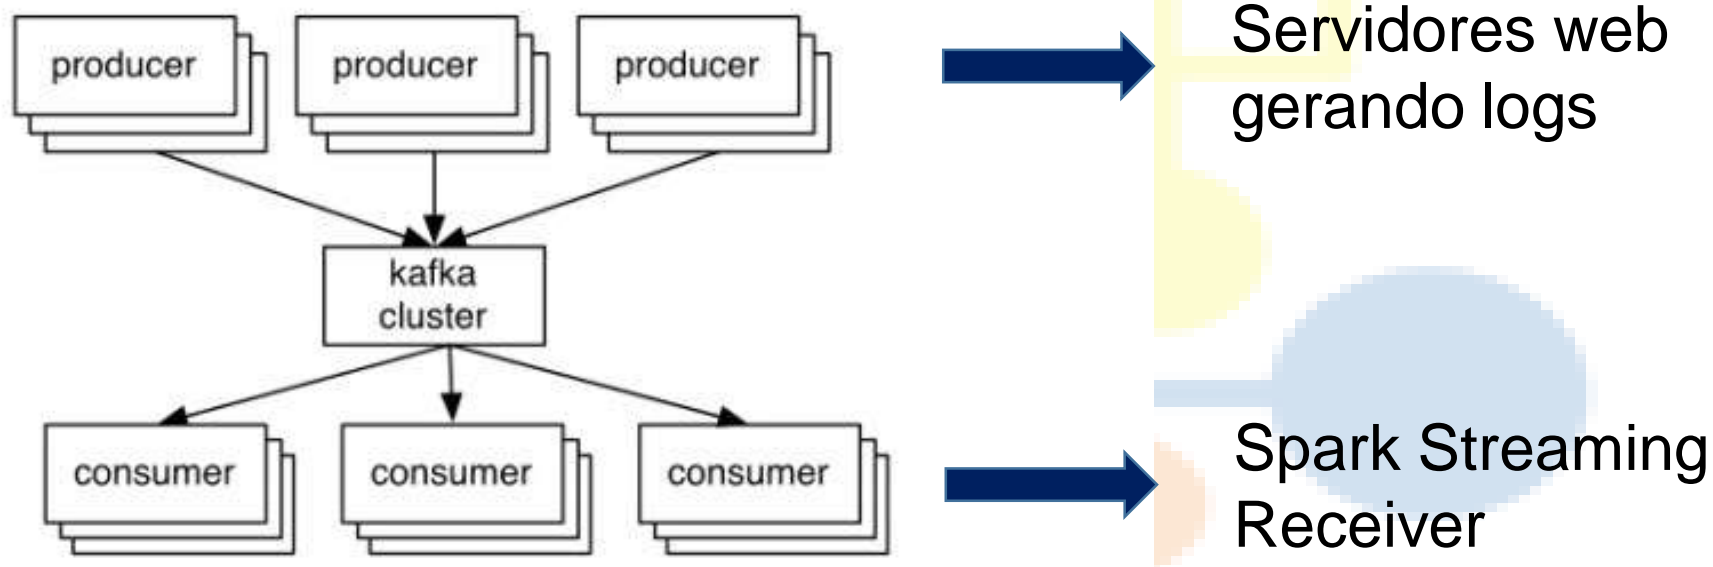 producer
producer
producer
Servidores web
gerando logs
kafka
cluster
consumer
consumer
consumer
Spark Streaming
Receiver